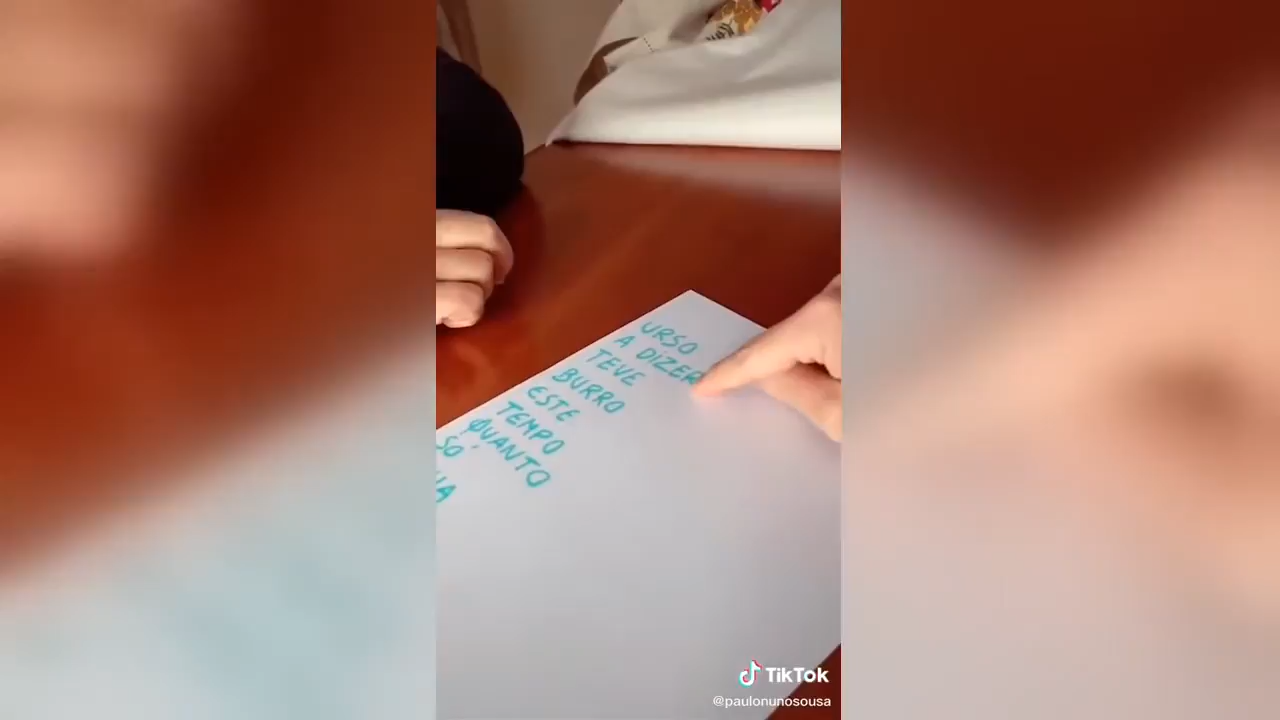 URSO
A DIZER
TEVE
BURRO
ESTE
TEMPO
QUANTO
SÓ
TikTok
@paulonunosousa